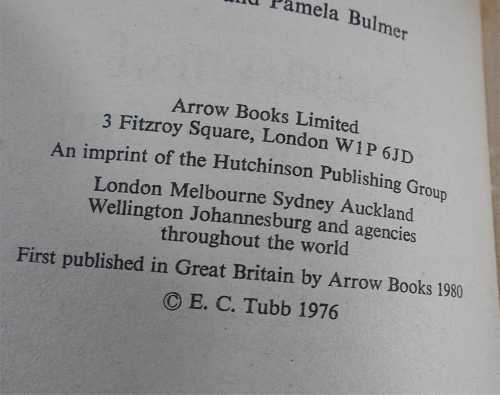 and Pamela Bulmer
Arrow Books Limited
3 Fitzroy Square, London W1P 6JD
An imprint of the Hutchinson Publishing Group
London Melbourne Sydney Auckland
Wellington Johannesburg and agencies
throughout the world
First published in Great Britain by Arrow Books 1980
© E. C. Tubb 1976